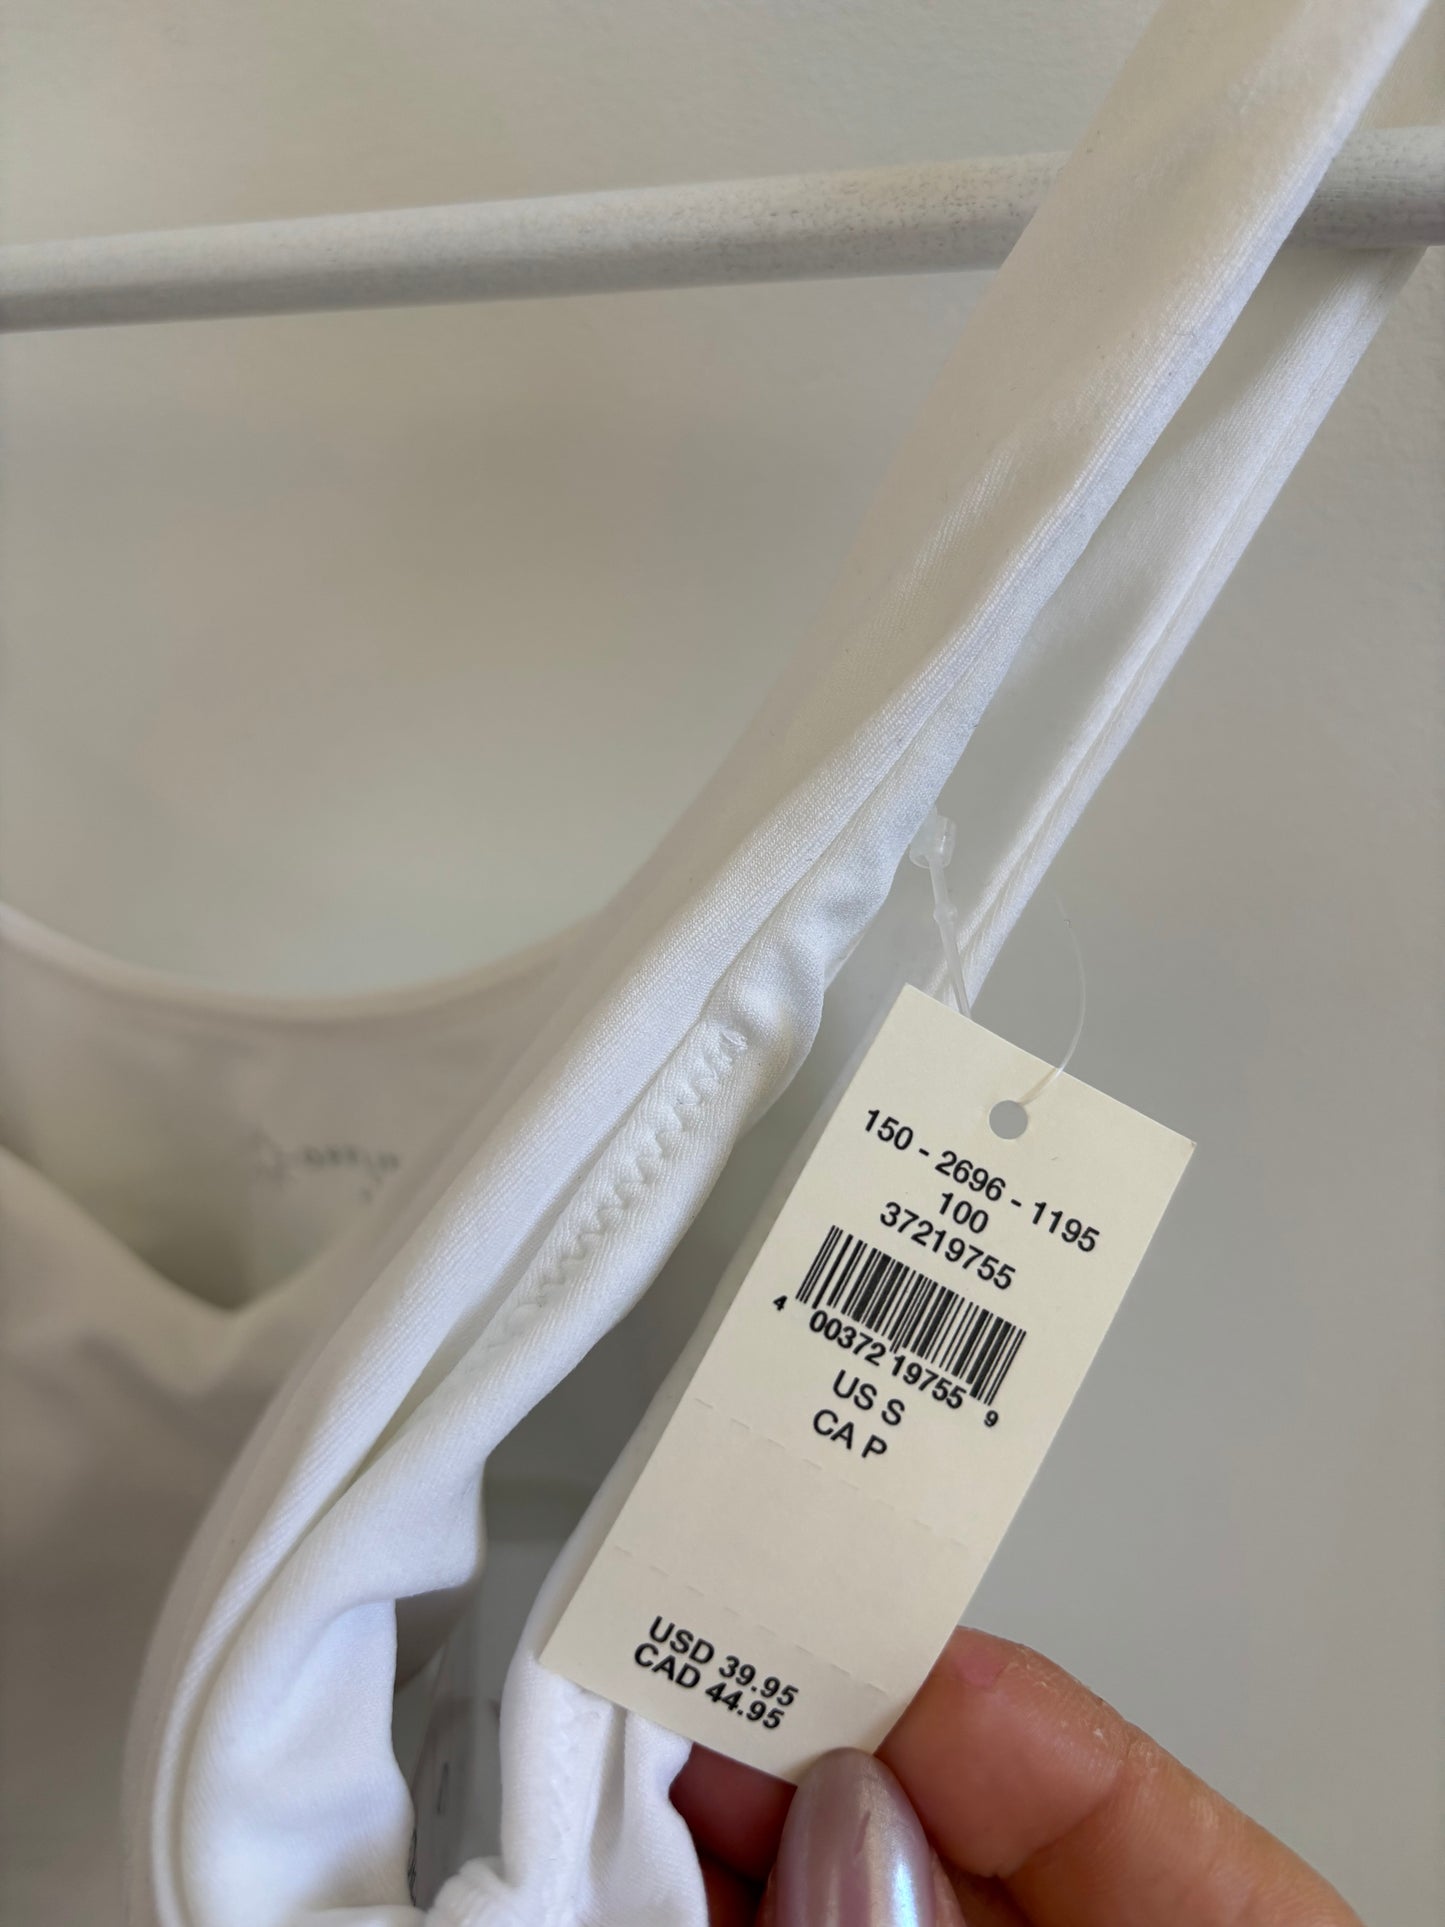 150 - 2696 - 1195
100
37219755
4 00372 19755 9
US S
CA P
USD 39.95
CAD 44.95